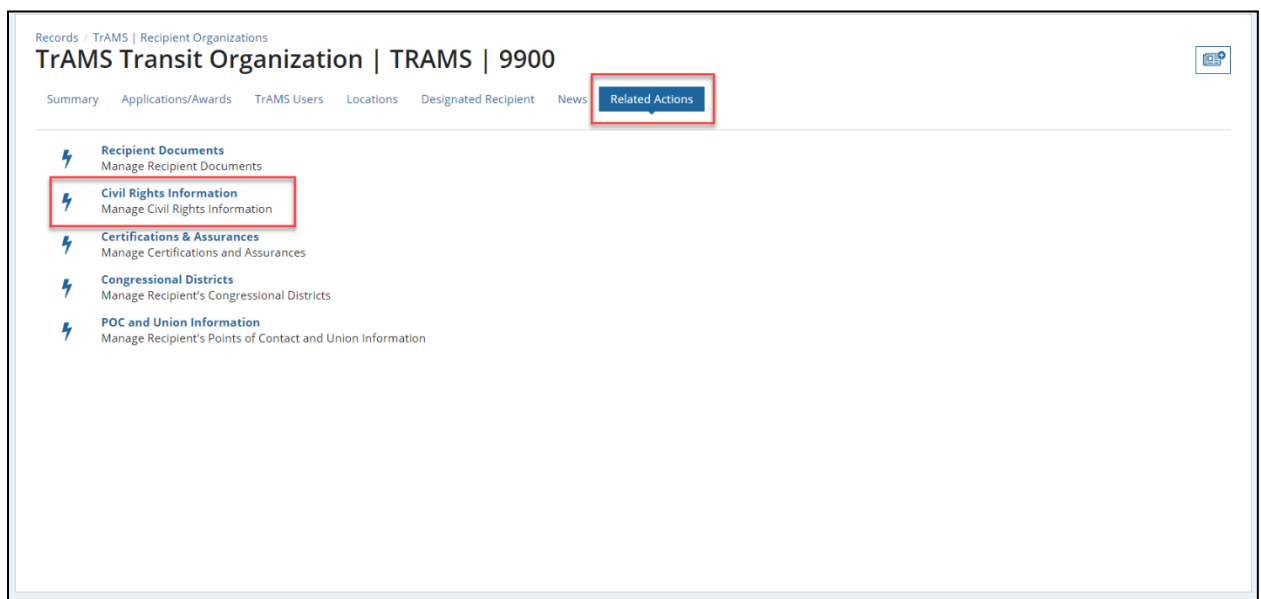 Records / TrAMS | Recipient Organizations
TrAMS Transit Organization | TRAMS | 9900
Summary Applications/Awards TrAMS Users Locations Designated Recipient News Related Actions
Recipient Documents
Manage Recipient Documents
Civil Rights Information
Manage Civil Rights Information
Certifications & Assurances
Manage Certifications and Assurances
Congressional Districts
Manage Recipient's Congressional Districts
POC and Union Information
Manage Recipient's Points of Contact and Union Information